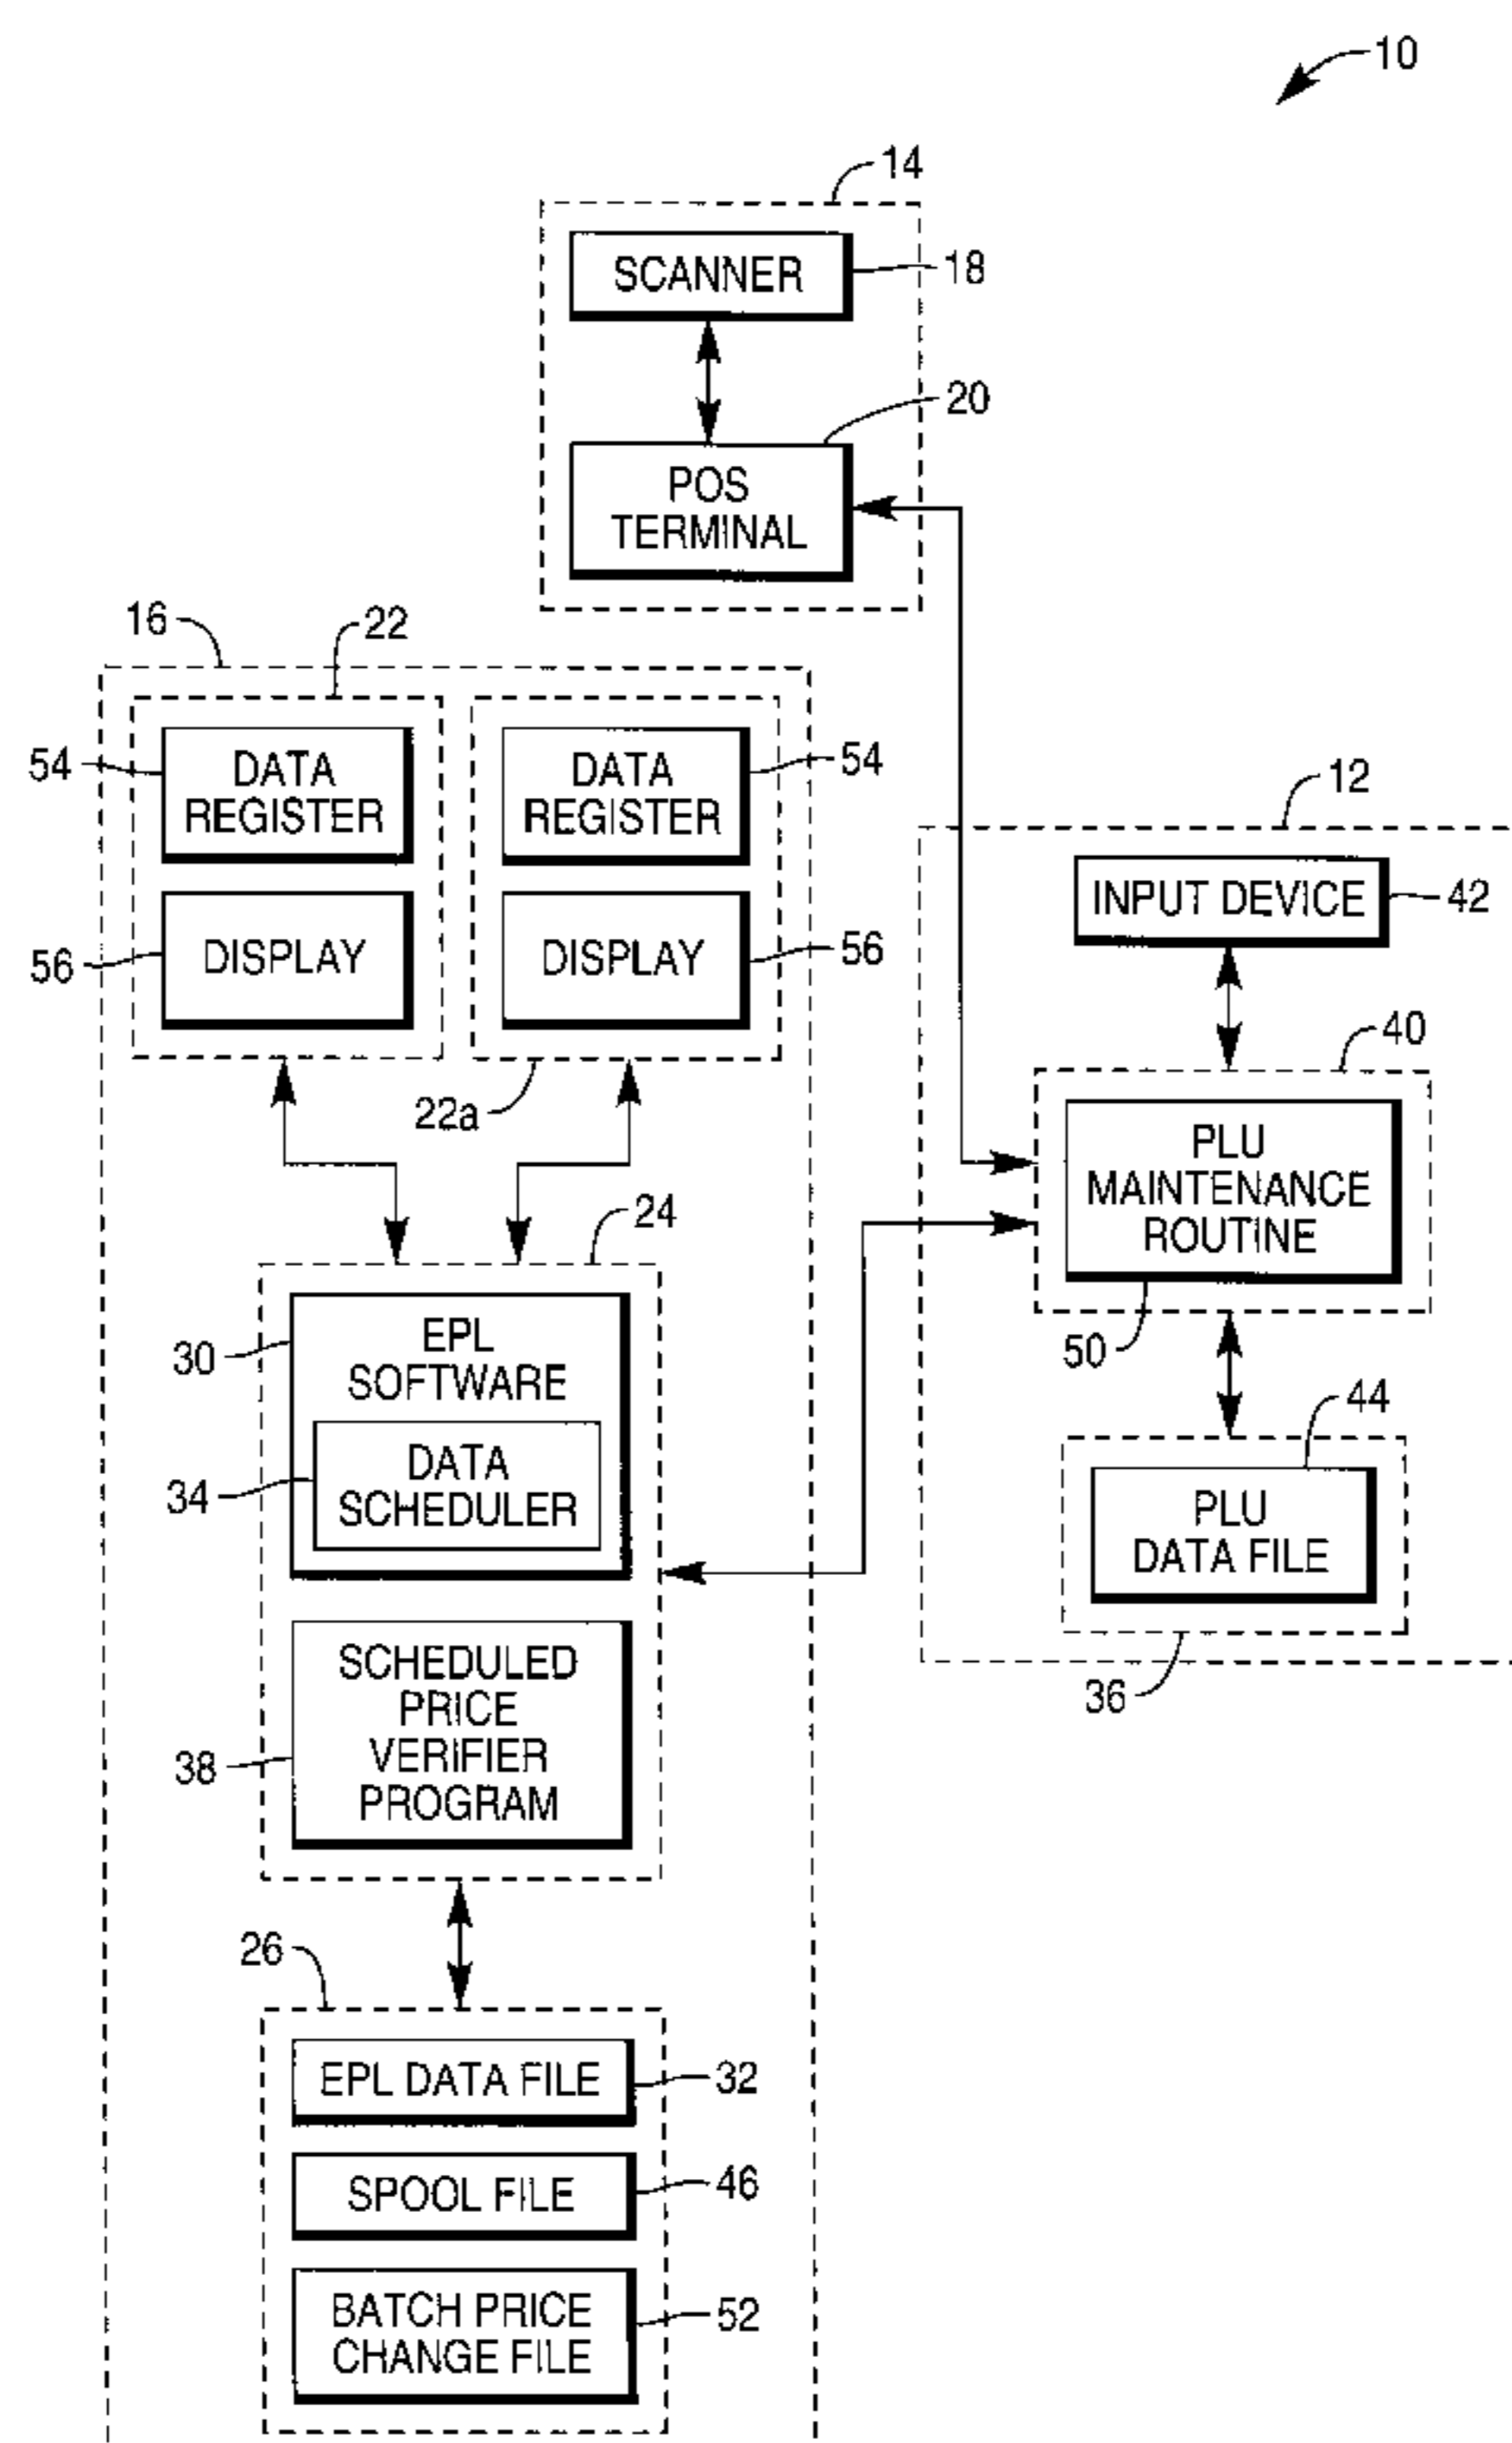 10
14
SCANNER
18
20
POS
TERMINAL
16
22
54
DATA
REGISTER
DATA
REGISTER
54
12
INPUT DEVICE
42
56
DISPLAY
DISPLAY
56
22a
40
PLU
MAINTENANCE
ROUTINE
50
24
30
EPL
SOFTWARE
34
DATA
SCHEDULER
44
PLU
DATA FILE
36
38
SCHEDULED
PRICE
VERIFIER
PROGRAM
26
EPL DATA FILE
32
SPOOL FILE
46
BATCH PRICE
CHANGE FILE
52